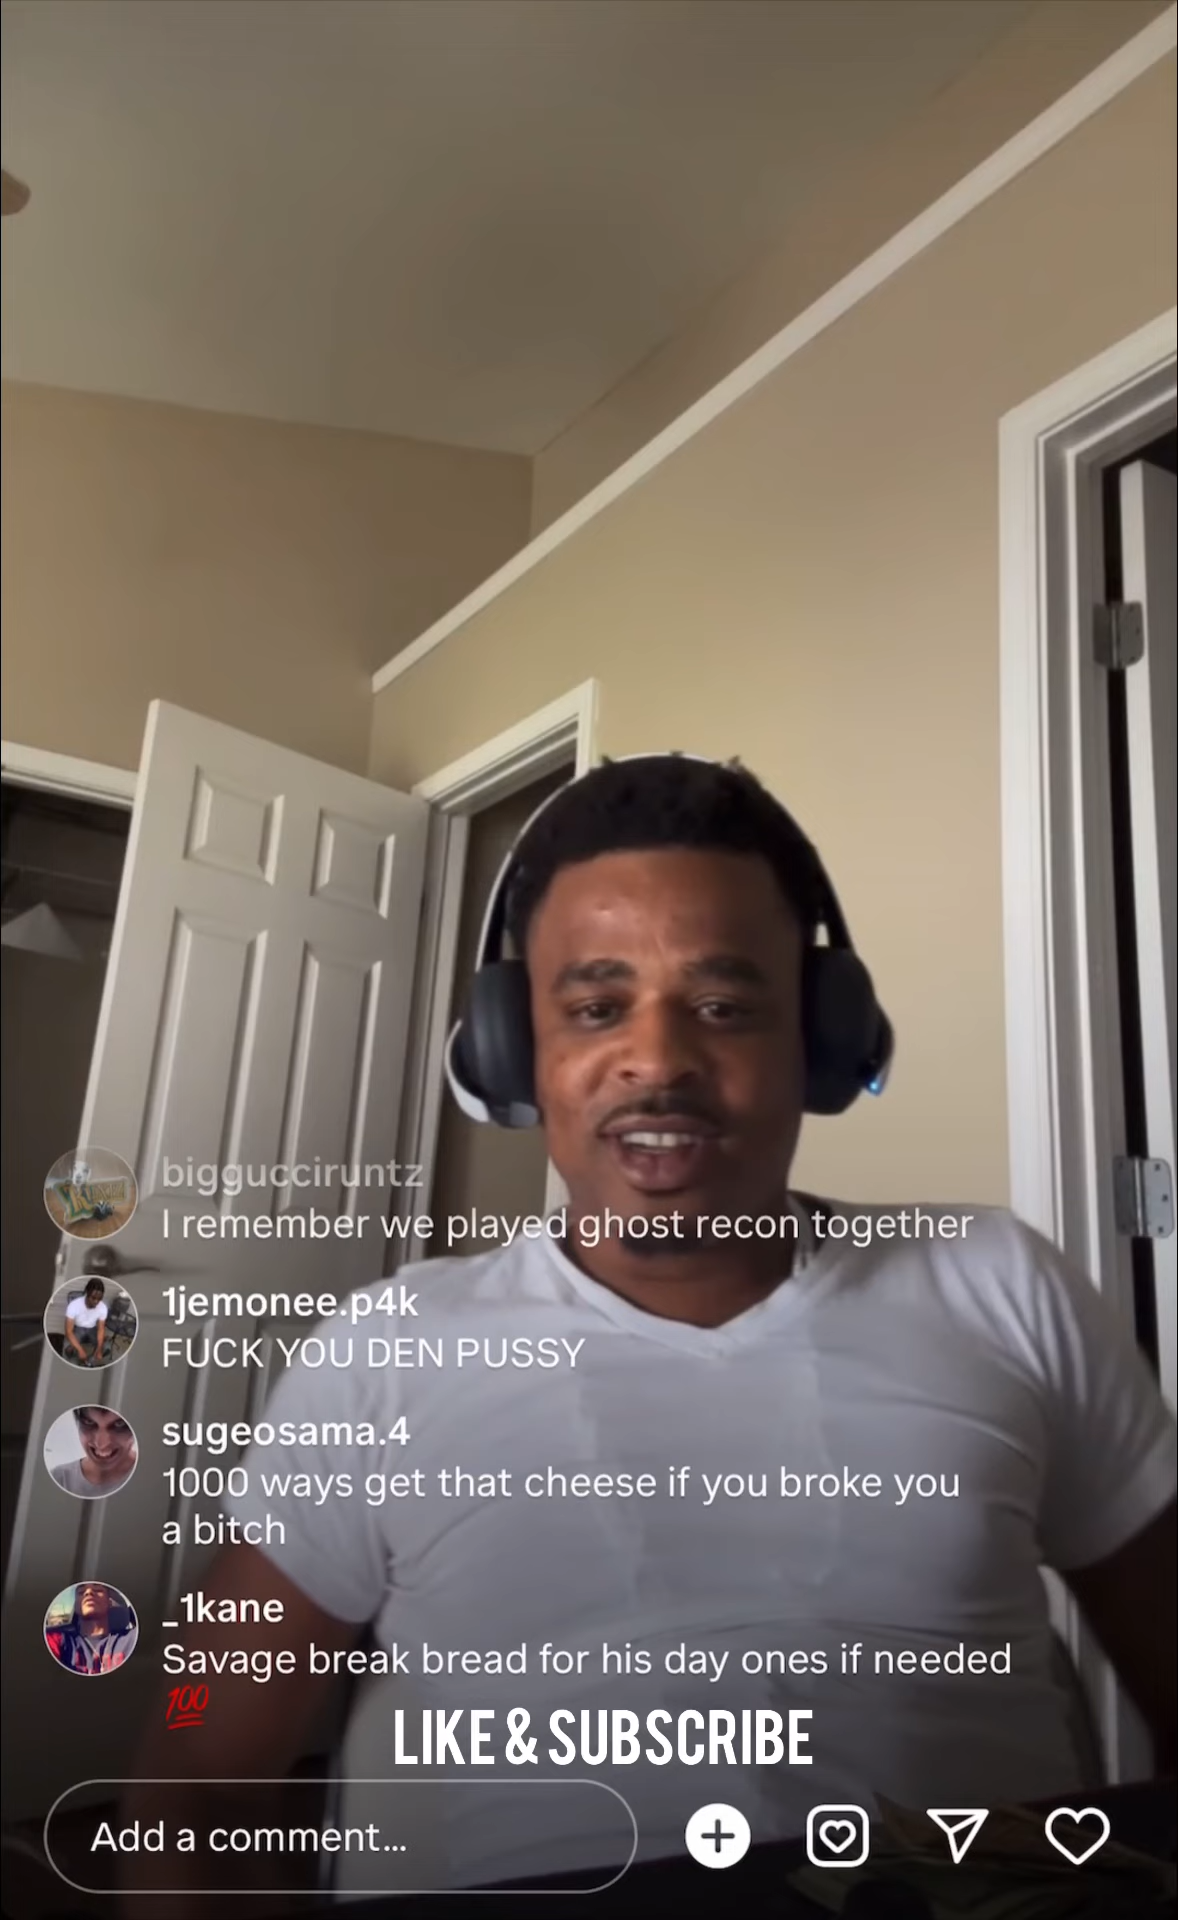 biggucciruntz
I remember we played ghost recon together
1jemonee.p4k
FUCK YOU DEN PUSSY
sugeosama.4
1000 ways get that cheese if you broke you
a bitch
_1kane
Savage break bread for his day ones if needed
💯
LIKE & SUBSCRIBE
Add a comment...